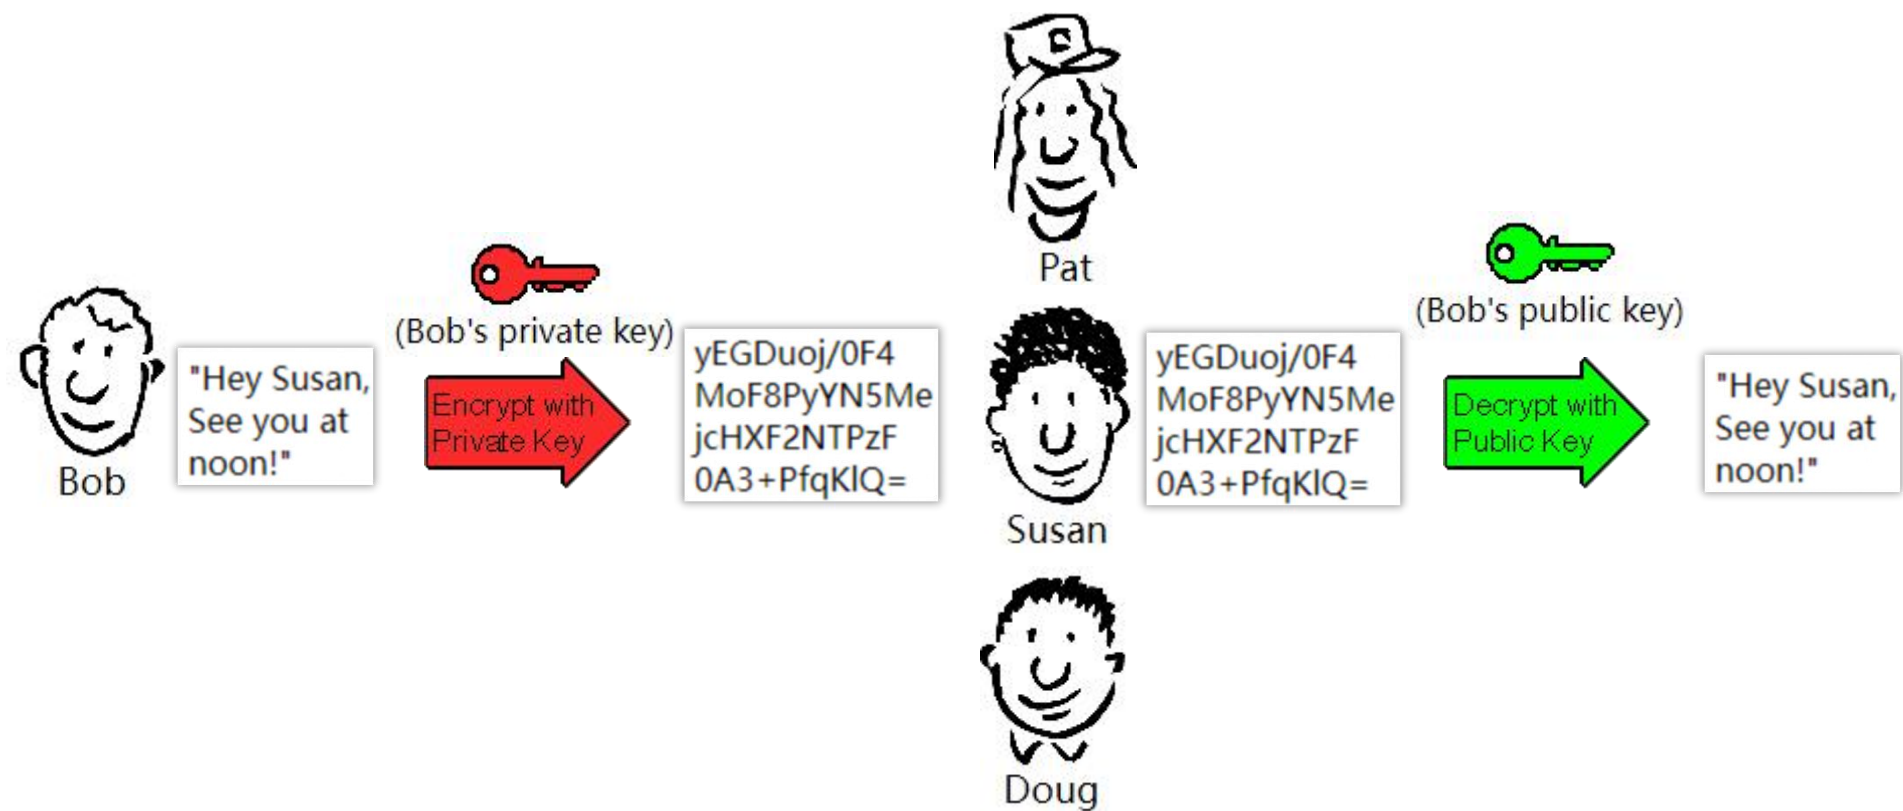 Pat
(Bob's private key)
(Bob's public key)
Bob
"Hey Susan,
See you at
noon!"
Encrypt with
Private Key
yEGDuoj/0F4
MoF8PyYN5Me
jcHXF2NTPzF
0A3+PfqKlQ=
Susan
yEGDuoj/0F4
MoF8PyYN5Me
jcHXF2NTPzF
0A3+PfqKlQ=
Decrypt with
Public Key
"Hey Susan,
See you at
noon!"
Doug